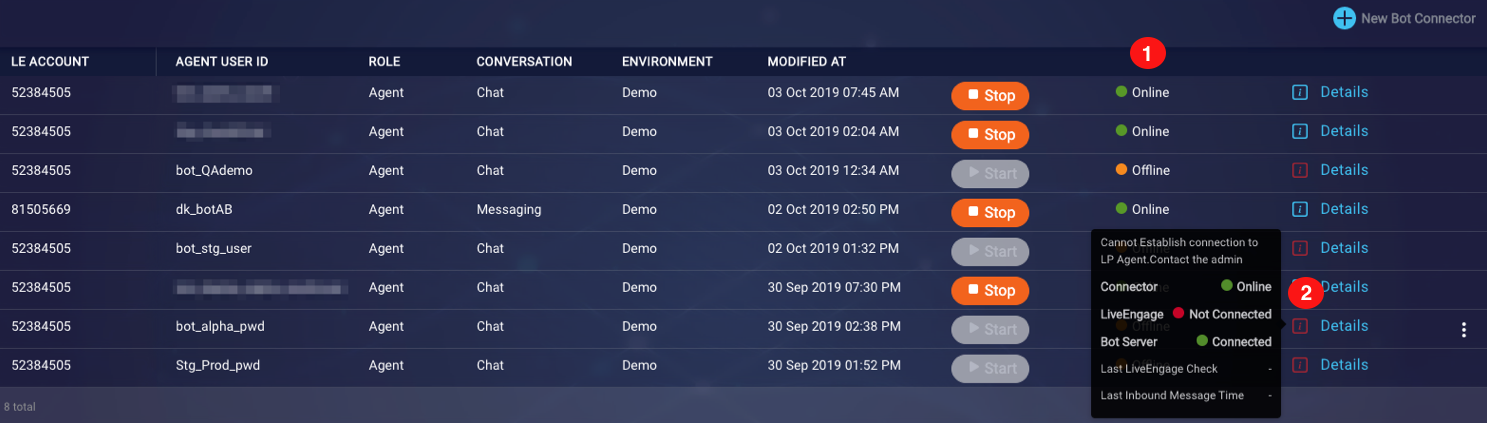 New Bot Connector
1
LE ACCOUNT AGENT USER ID ROLE CONVERSATION ENVIRONMENT MODIFIED AT
52384505 Agent Chat Demo 03 Oct 2019 07:45 AM Stop Online i Details
52384505 Agent Chat Demo 03 Oct 2019 02:04 AM Stop Online i Details
52384505 bot_QAdemo Agent Chat Demo 03 Oct 2019 12:34 AM Start Offline i Details
81505669 dk_botAB Agent Messaging Demo 02 Oct 2019 02:50 PM Stop Online i Details
52384505 bot_stg_user Agent Chat Demo 02 Oct 2019 01:32 PM Start i Details
52384505 Agent Chat Demo 30 Sep 2019 07:30 PM Stop Details
52384505 bot_alpha_pwd Agent Chat Demo 30 Sep 2019 02:38 PM Start Offline i Details
52384505 Stg_Prod_pwd Agent Chat Demo 30 Sep 2019 01:52 PM Start i Details
Cannot Establish connection to
LP Agent.Contact the admin
Connector Online
2
LiveEngage Not Connected
Bot Server Connected
Last LiveEngage Check -
Last Inbound Message Time -
8 total